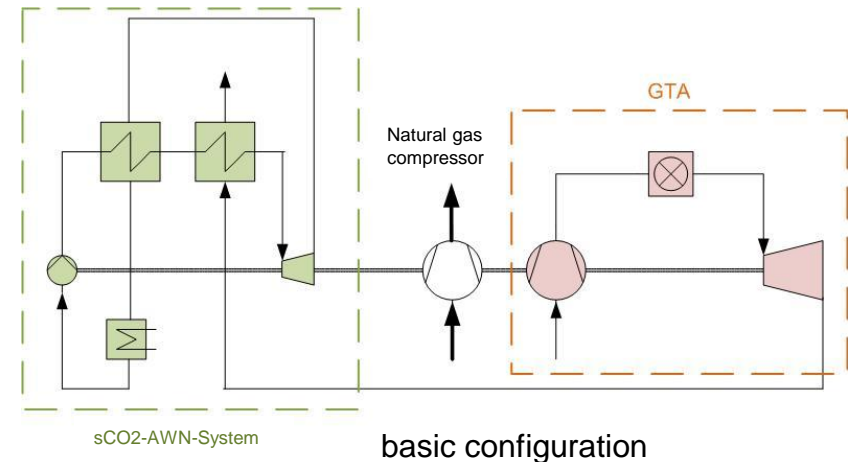 GTA
Natural gas
compressor
sCO2-AWN-System
basic configuration